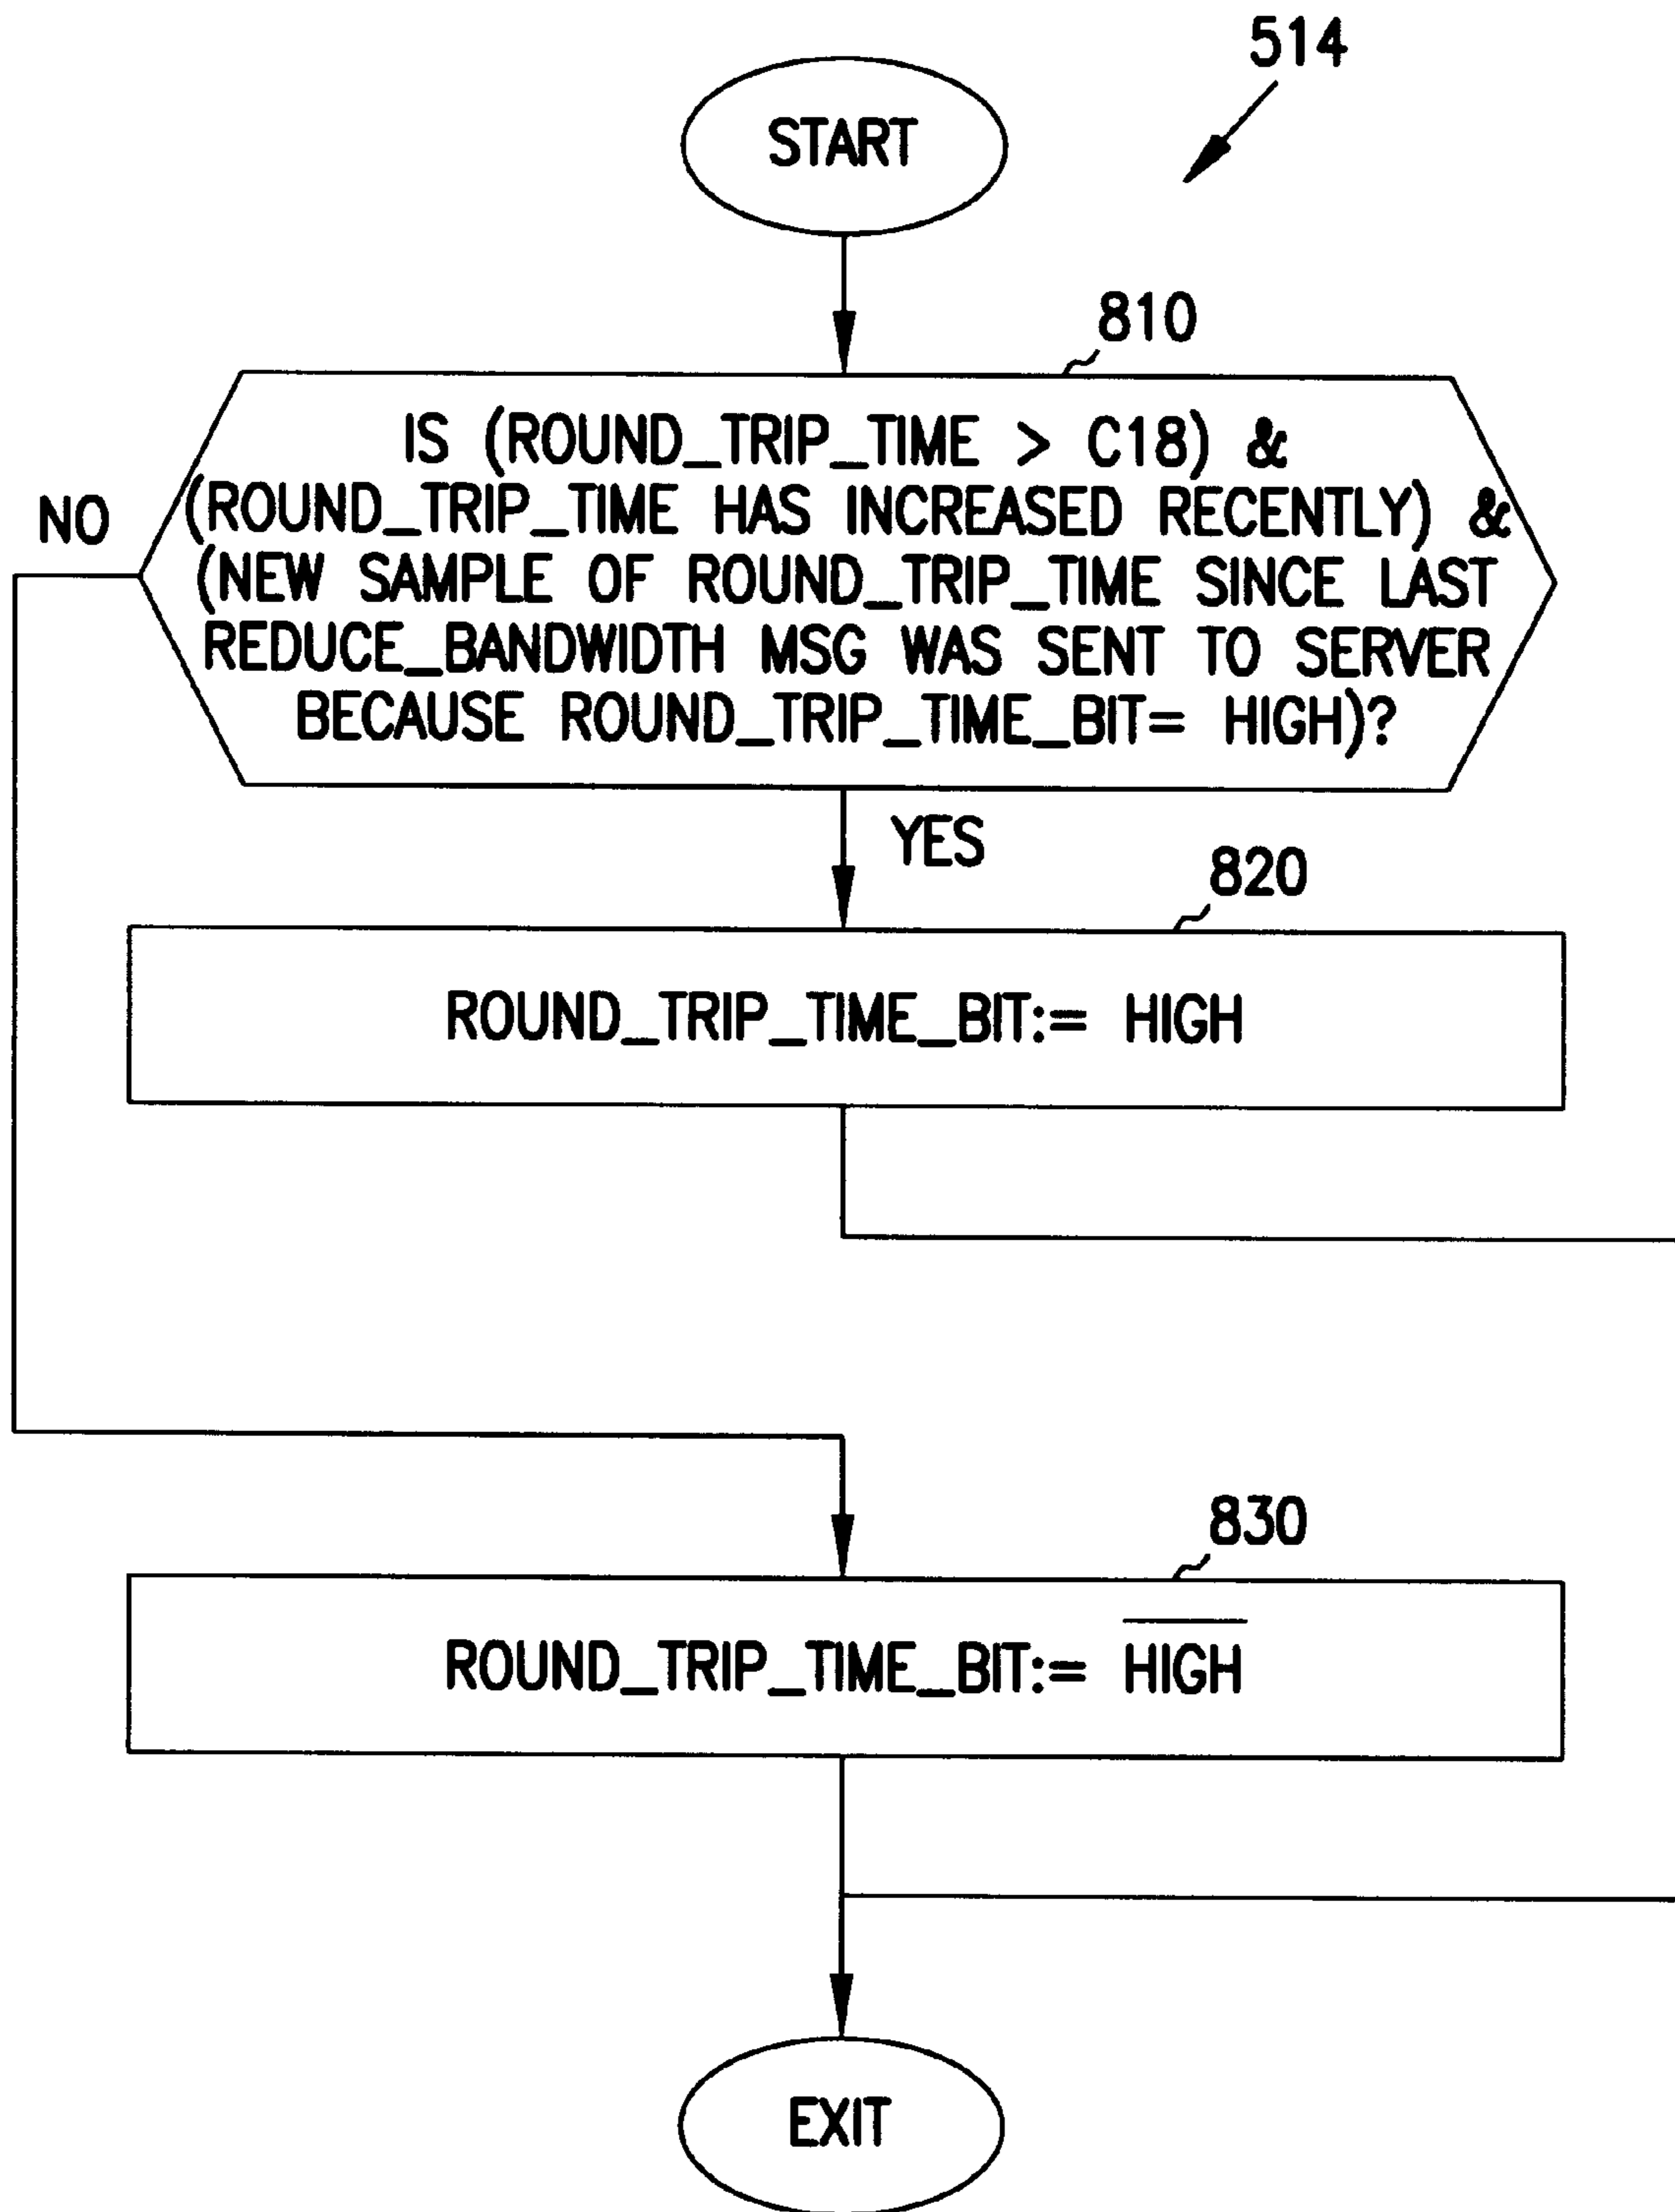 514
START
810
IS (ROUND_TRIP_TIME > C18) &
(ROUND_TRIP_TIME HAS INCREASED RECENTLY) &
(NEW SAMPLE OF ROUND_TRIP_TIME SINCE LAST
REDUCE_BANDWIDTH MSG WAS SENT TO SERVER
BECAUSE ROUND_TRIP_TIME_BIT= HIGH)?
NO
YES
820
ROUND_TRIP_TIME_BIT:= HIGH
830
ROUND_TRIP_TIME_BIT:= H̅I̅G̅H̅
EXIT